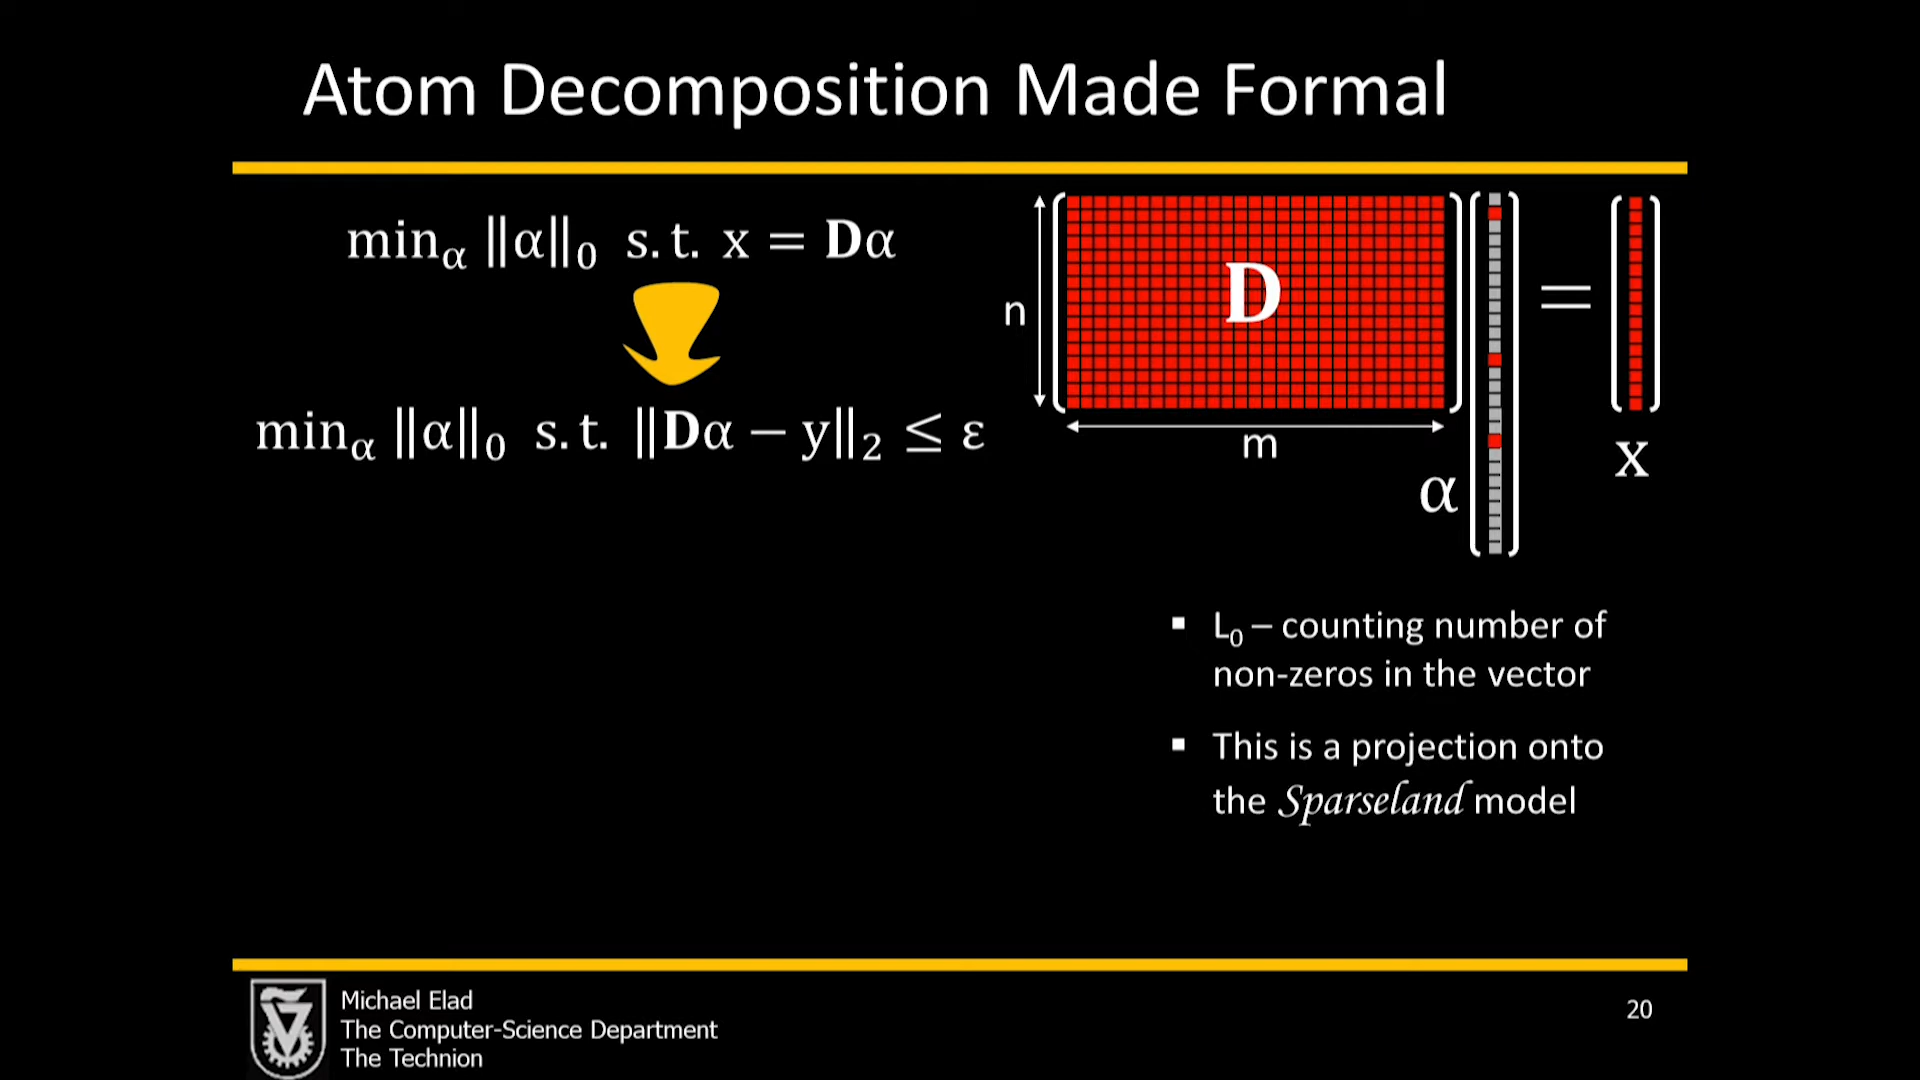 Atom Decomposition Made Formal
min_α ‖α‖₀ s.t. x = Dα
min_α ‖α‖₀ s.t. ‖Dα − y‖₂ ≤ ε
n
D
m
α
=
x
▪ L₀ – counting number of
non-zeros in the vector
▪ This is a projection onto
the Sparseland model
Michael Elad
The Computer-Science Department
The Technion
20